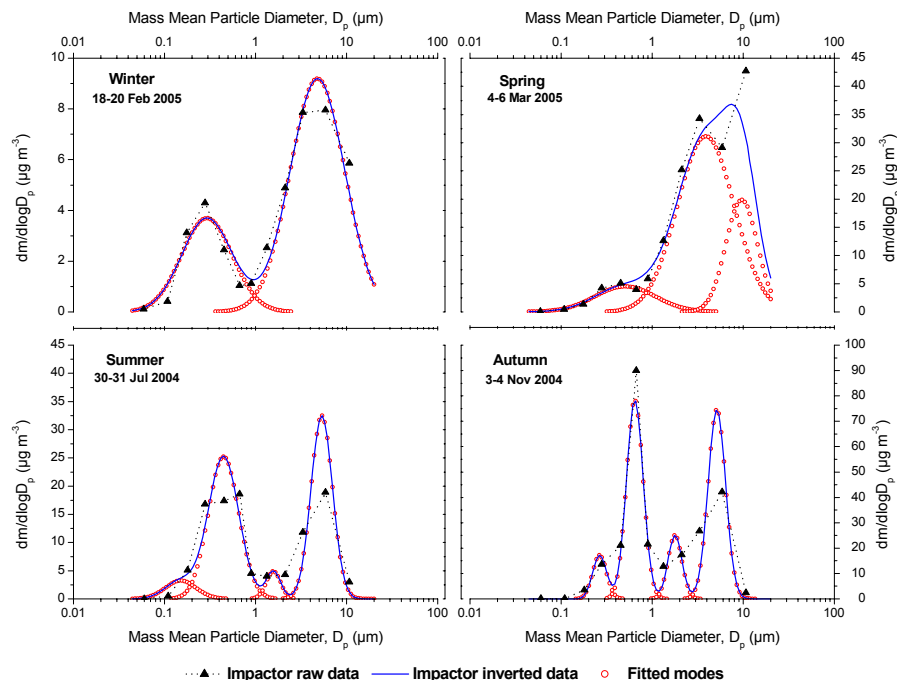 Mass Mean Particle Diameter, Dp (µm) Mass Mean Particle Diameter, Dp (µm)
0.01 0.1 1 10 100 0.01 0.1 1 10 100
10 45
Winter Spring
18-20 Feb 2005 4-6 Mar 2005
8 40
35
6 30
25
4 20
15
2 10
5
0 0
dm/dlogDp (µg m-3) dm/dlogDp (µg m-3)
45 100
Summer Autumn
30-31 Jul 2004 3-4 Nov 2004
40 90
35 80
30 70
25 60
20 50
15 40
10 30
5 20
0 10
0
dm/dlogDp (µg m-3) dm/dlogDp (µg m-3)
0.01 0.1 1 10 100 0.01 0.1 1 10 100
Mass Mean Particle Diameter, Dp (µm) Mass Mean Particle Diameter, Dp (µm)
Impactor raw data Impactor inverted data Fitted modes